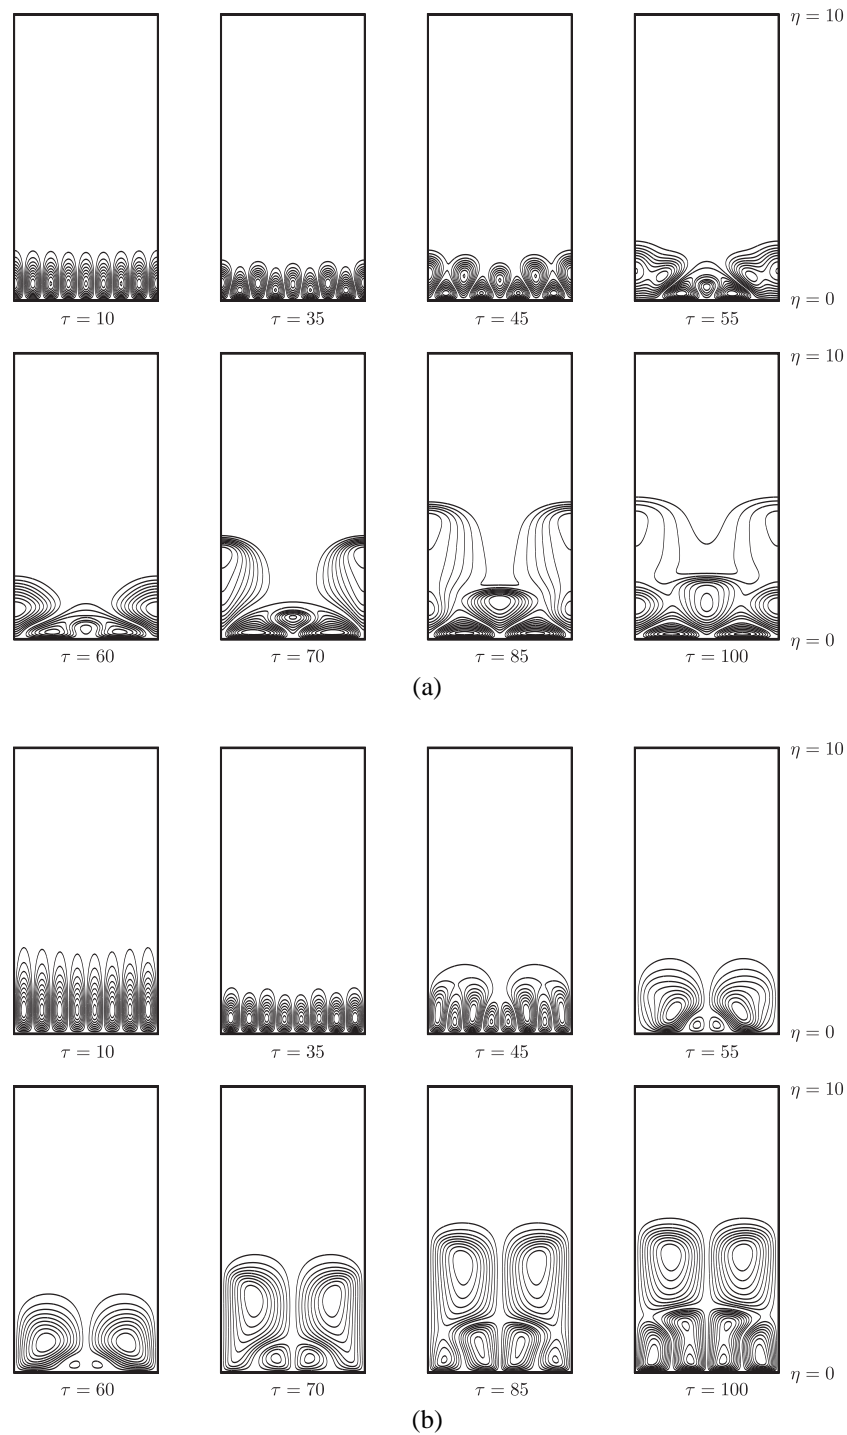 η = 10
η = 0
τ = 10 τ = 35 τ = 45 τ = 55
η = 10
η = 0
τ = 60 τ = 70 τ = 85 τ = 100
(a)
η = 10
η = 0
τ = 10 τ = 35 τ = 45 τ = 55
η = 10
η = 0
τ = 60 τ = 70 τ = 85 τ = 100
(b)